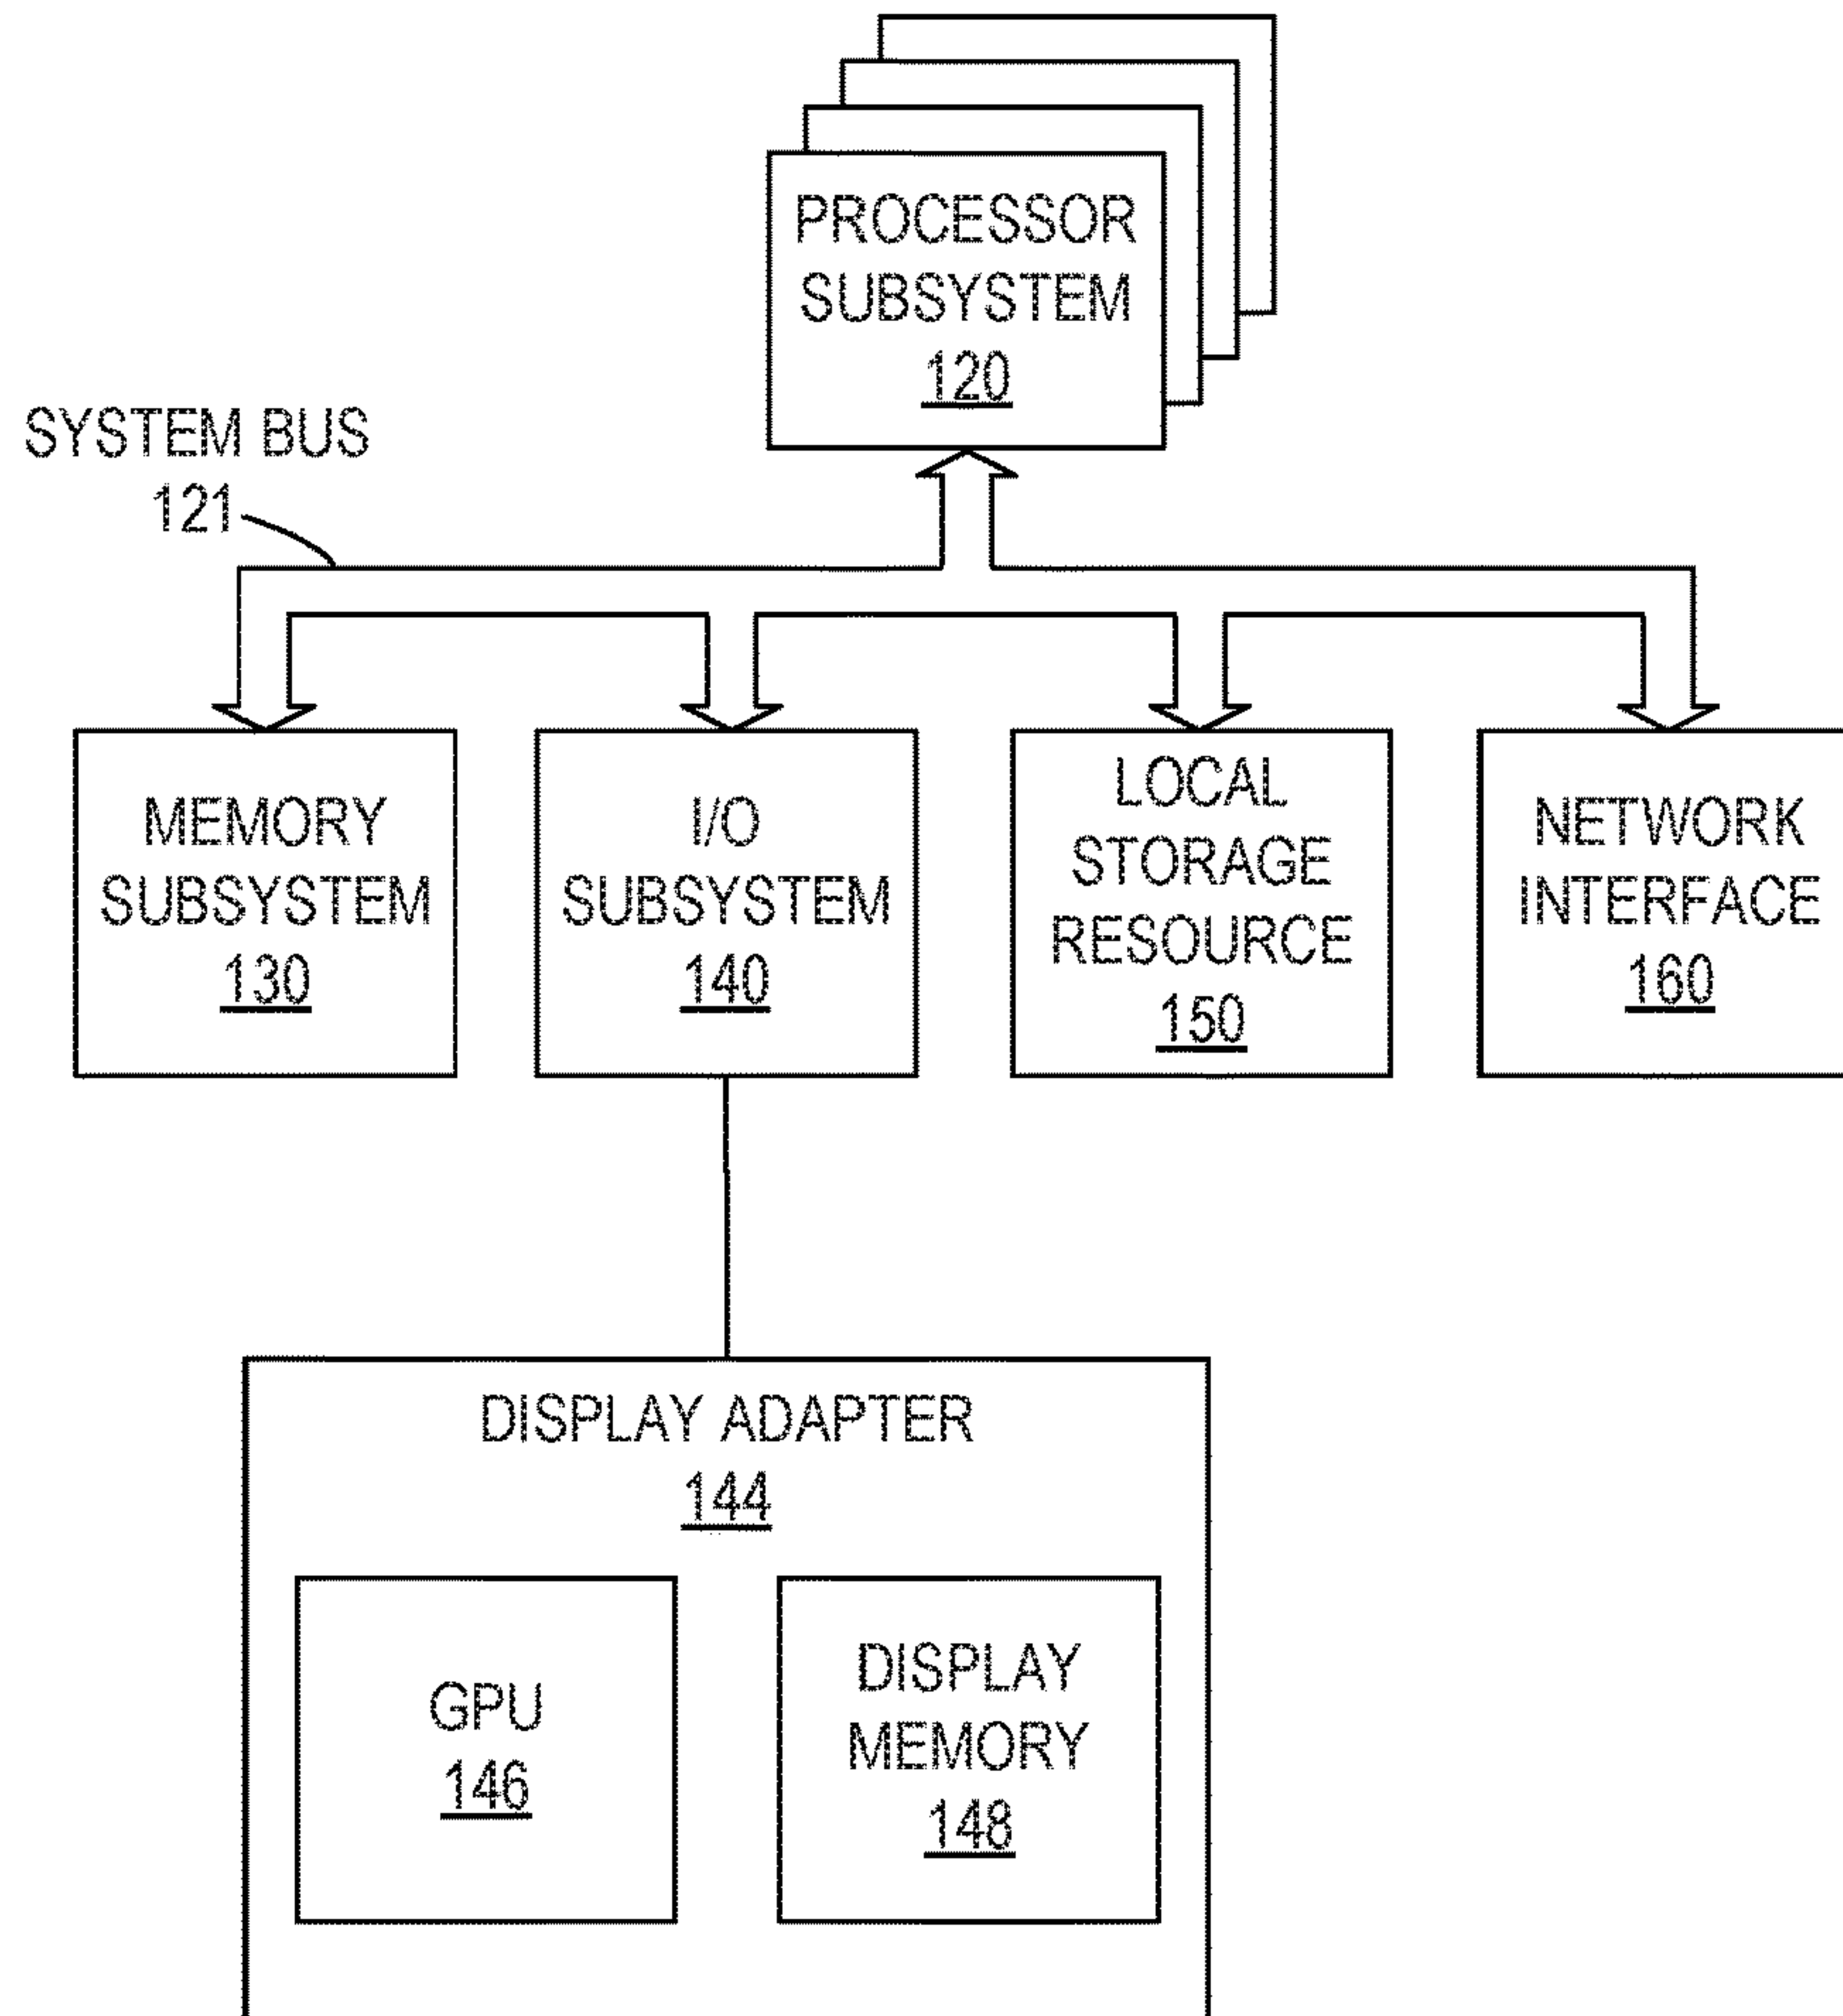 PROCESSOR
SUBSYSTEM
120
SYSTEM BUS
121
MEMORY
SUBSYSTEM
130
I/O
SUBSYSTEM
140
LOCAL
STORAGE
RESOURCE
150
NETWORK
INTERFACE
160
DISPLAY ADAPTER
144
GPU
146
DISPLAY
MEMORY
148